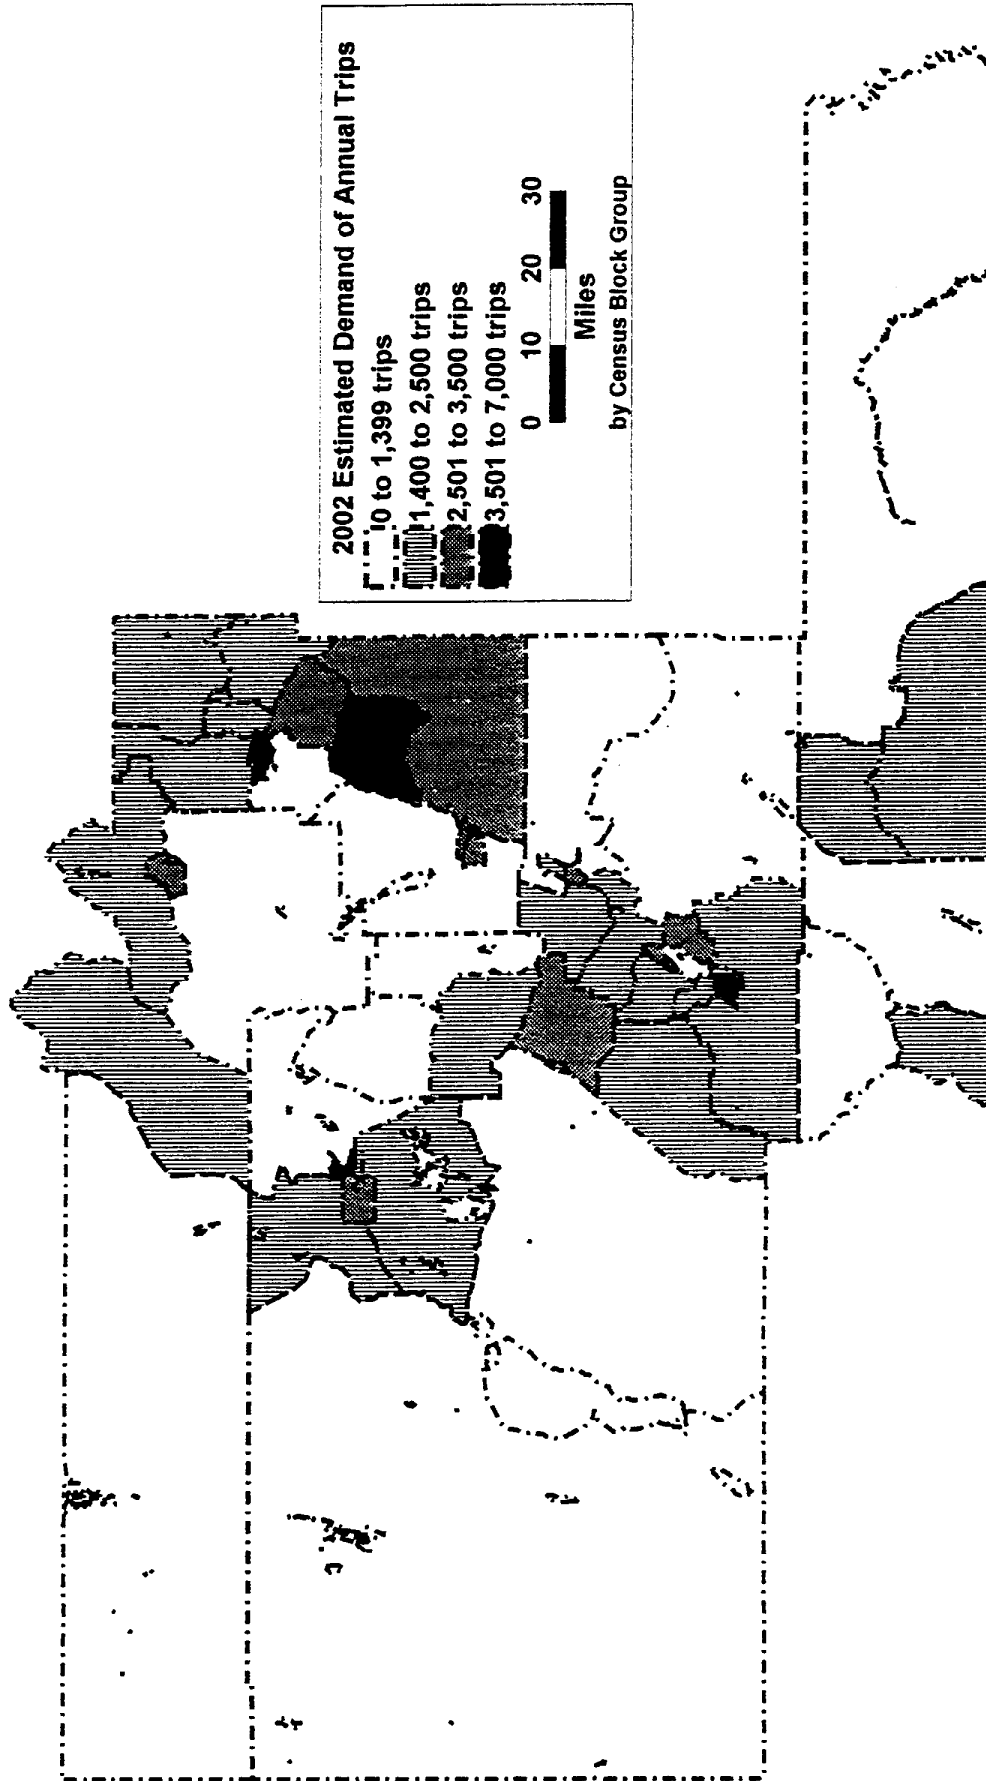 2002 Estimated Demand of Annual Trips
0 to 1,399 trips
1,400 to 2,500 trips
2,501 to 3,500 trips
3,501 to 7,000 trips
0 10 20 30
Miles
by Census Block Group